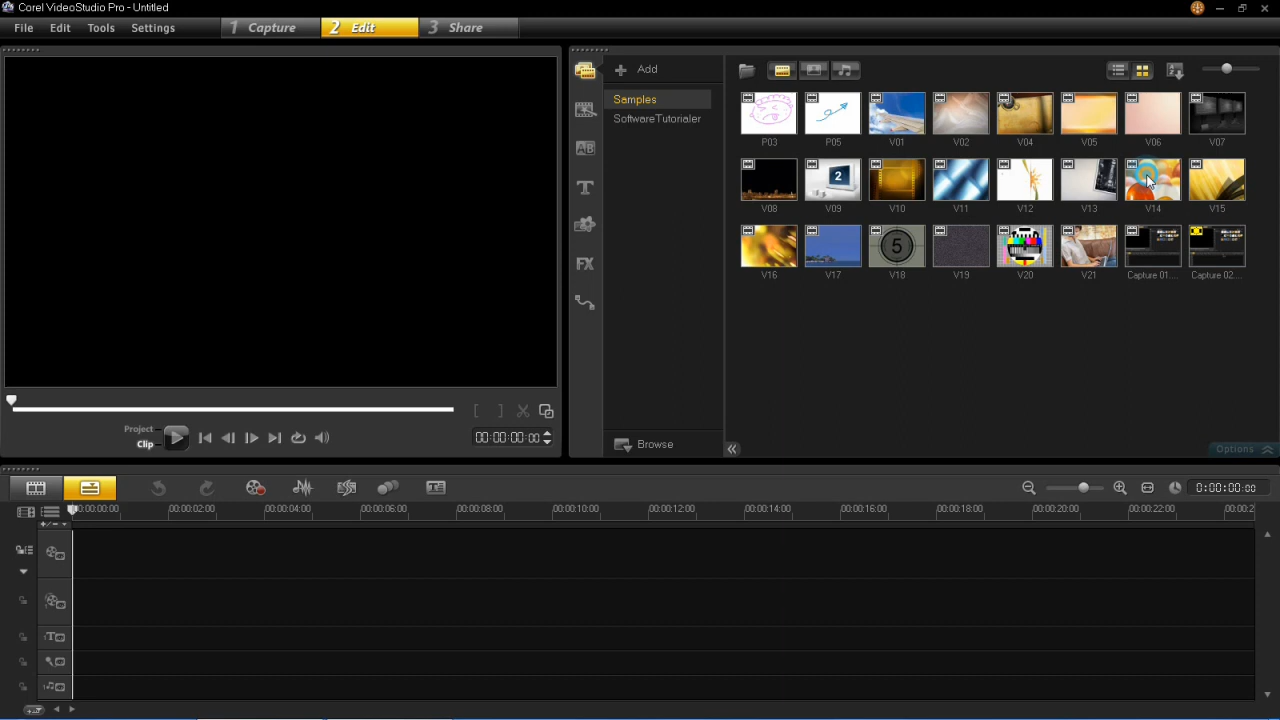 Corel VideoStudio Pro - Untitled
File Edit Tools Settings 1 Capture 2 Edit 3 Share
Add
Samples
SoftwareTutorialer
P03 P05 V01 V02 V04 V05 V06 V07
2
V08 V09 V10 V11 V12 V13 V14 V15
5
V16 V17 V18 V19 V20 V21 Capture 01... Capture 02...
Browse
Options
Project
Clip
00:00:00:00
0:00:00:00
00:00:00:00 00:00:02:00 00:00:04:00 00:00:06:00 00:00:08:00 00:00:10:00 00:00:12:00 00:00:14:00 00:00:16:00 00:00:18:00 00:00:20:00 00:00:22:00 00:00:2